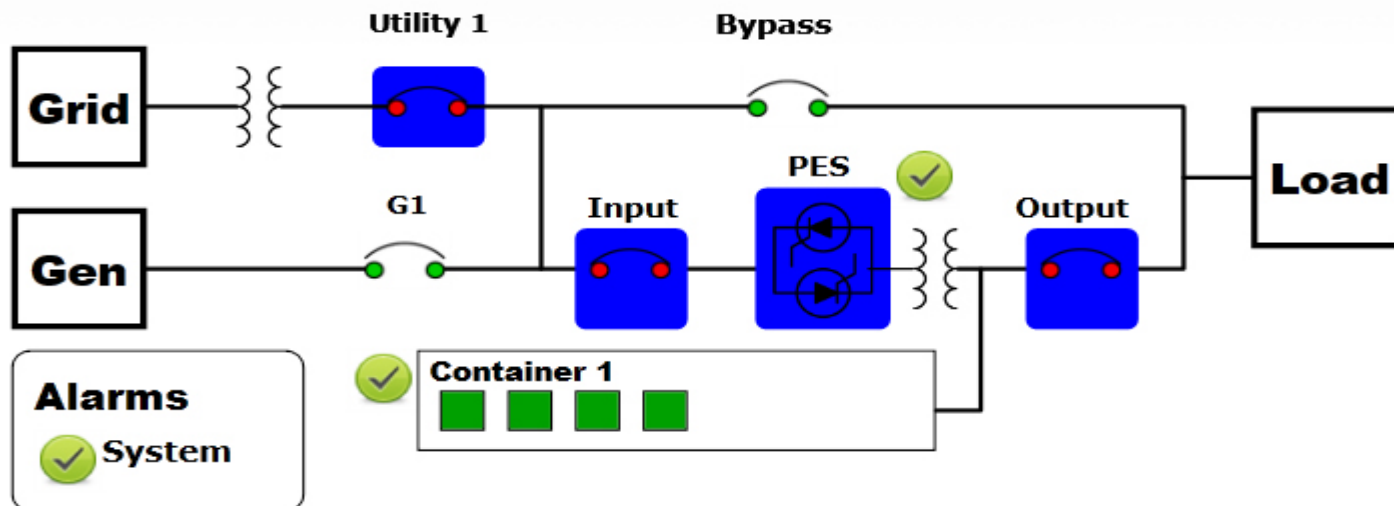 Utility 1
Bypass
Grid
PES
Load
G1
Input
Output
Gen
Container 1
Alarms
System